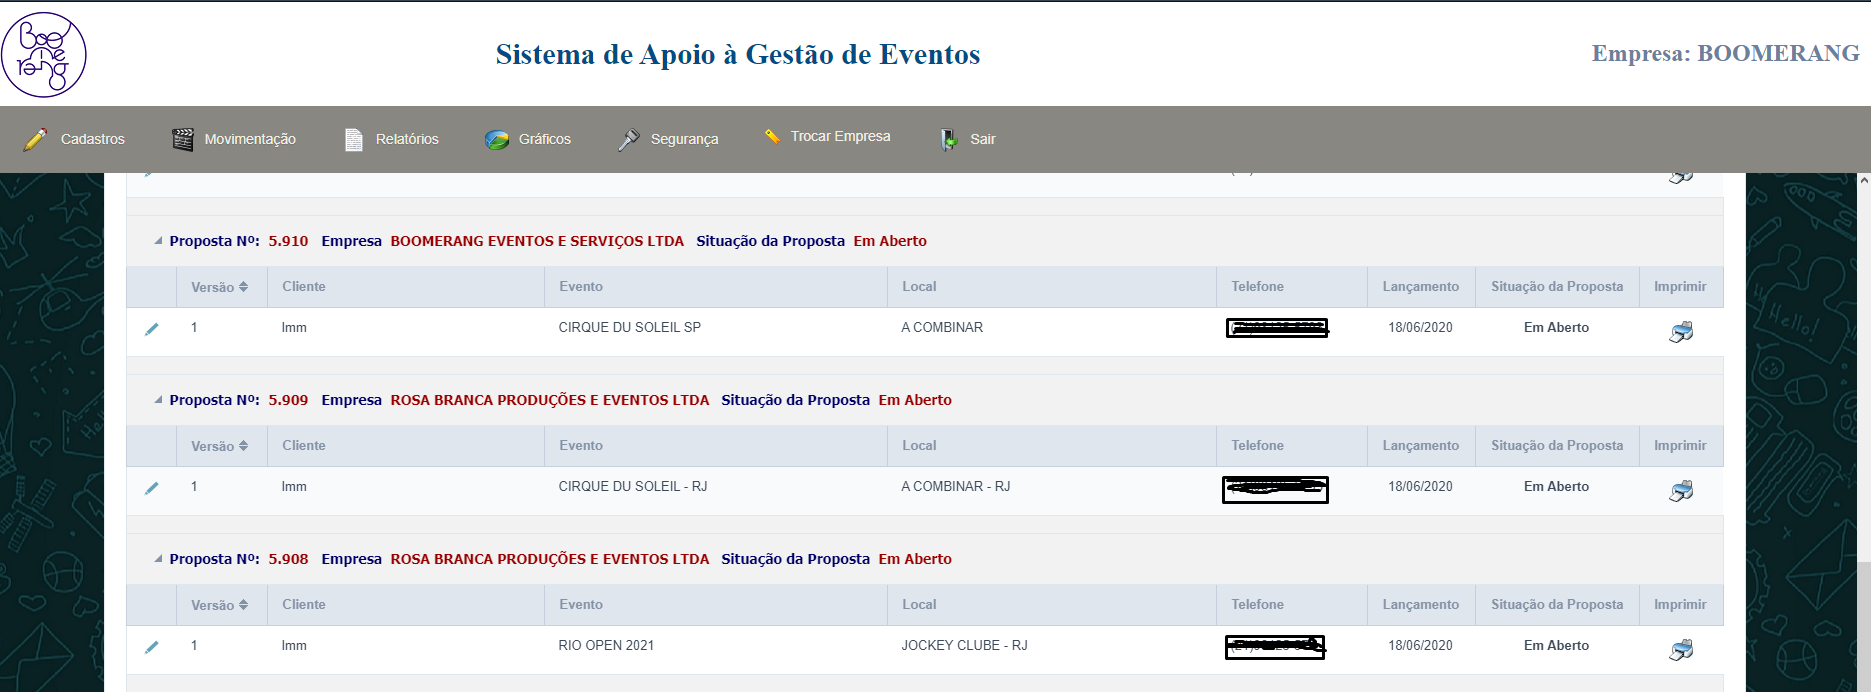 Boomerang
Sistema de Apoio à Gestão de Eventos
Empresa: BOOMERANG
Cadastros Movimentação Relatórios Gráficos Segurança Trocar Empresa Sair
Proposta Nº: 5.910 Empresa BOOMERANG EVENTOS E SERVIÇOS LTDA Situação da Proposta Em Aberto
Versão Cliente Evento Local Telefone Lançamento Situação da Proposta Imprimir
1 Imm CIRQUE DU SOLEIL SP A COMBINAR 18/06/2020 Em Aberto
Proposta Nº: 5.909 Empresa ROSA BRANCA PRODUÇÕES E EVENTOS LTDA Situação da Proposta Em Aberto
Versão Cliente Evento Local Telefone Lançamento Situação da Proposta Imprimir
1 Imm CIRQUE DU SOLEIL - RJ A COMBINAR - RJ 18/06/2020 Em Aberto
Proposta Nº: 5.908 Empresa ROSA BRANCA PRODUÇÕES E EVENTOS LTDA Situação da Proposta Em Aberto
Versão Cliente Evento Local Telefone Lançamento Situação da Proposta Imprimir
1 Imm RIO OPEN 2021 JOCKEY CLUBE - RJ 18/06/2020 Em Aberto
Hello!